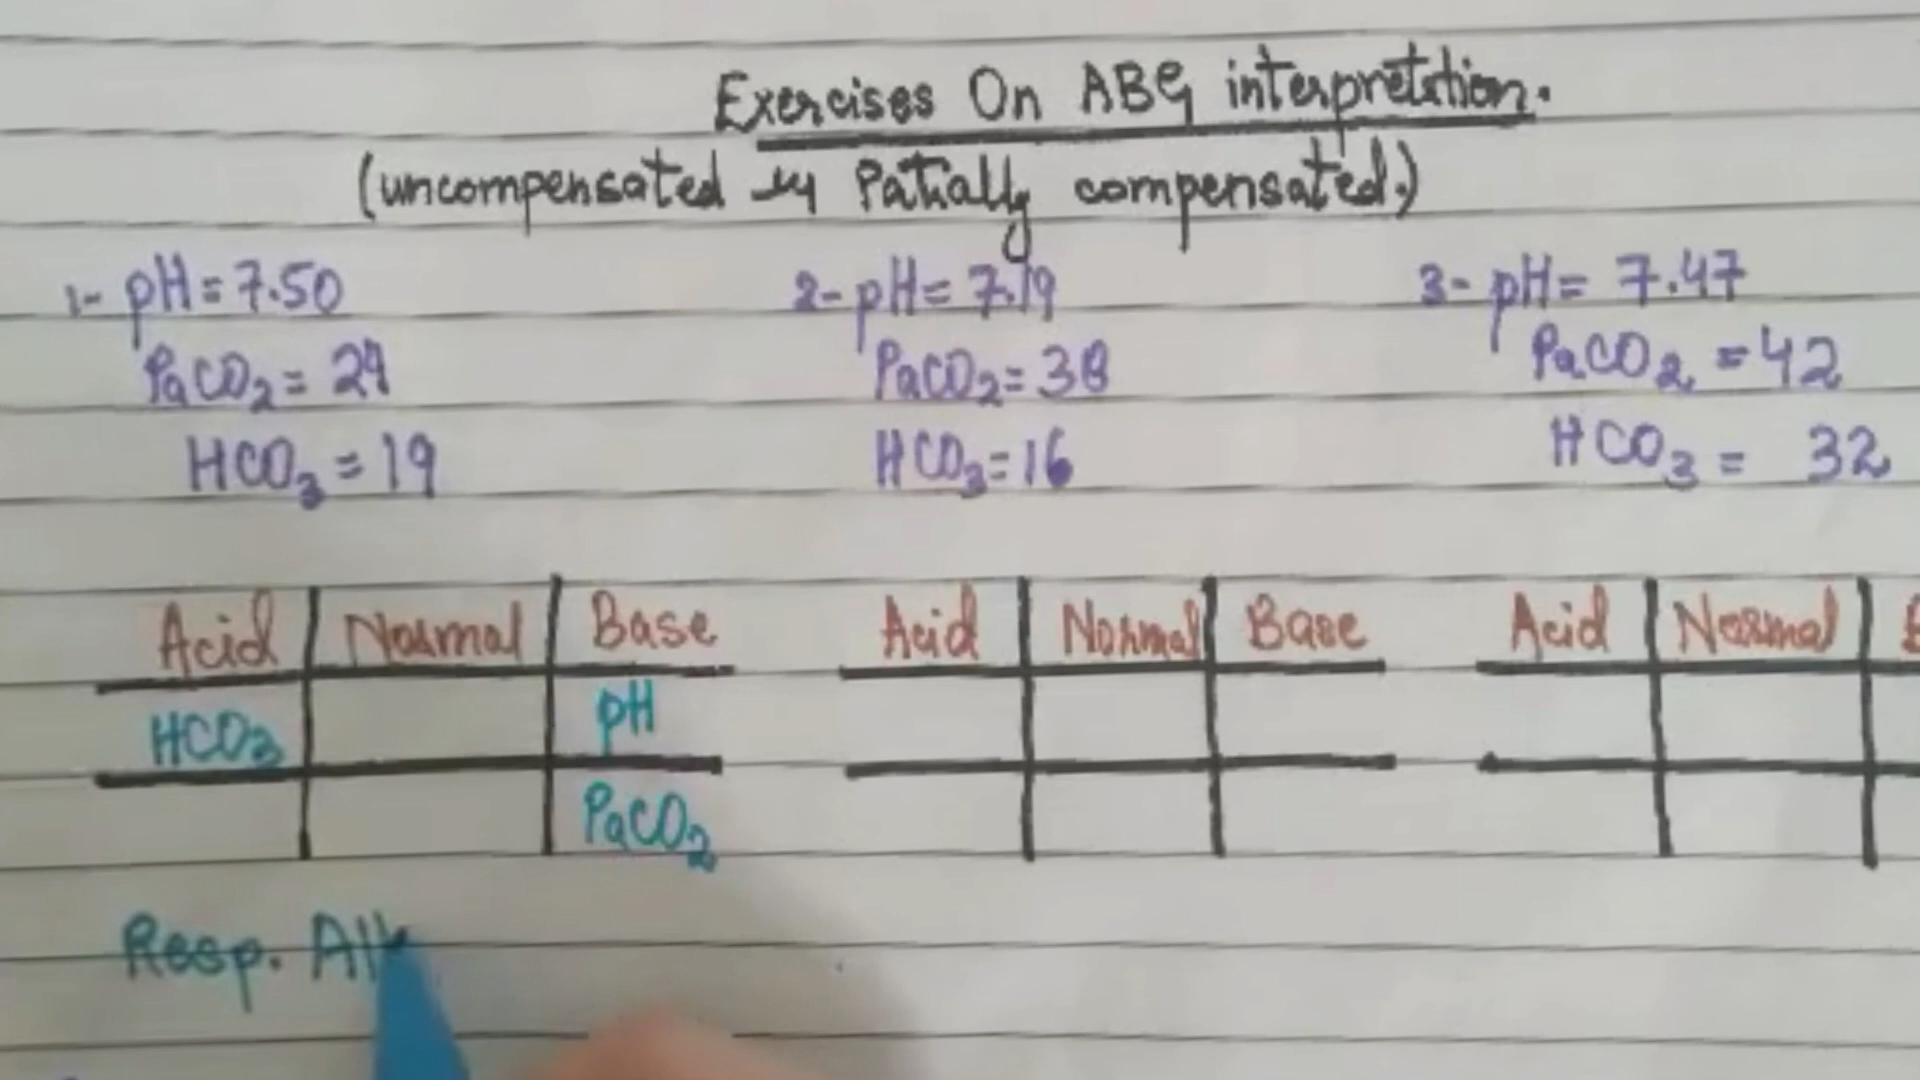 Exercises On ABG interpretation.
(uncompensated Patially compensated.)
1- pH = 7.50
PaCO2 = 29
HCO3 = 19
2- pH = 7.19
PaCO2 = 38
HCO3 = 16
3- pH = 7.47
PaCO2 = 42
HCO3 = 32
Acid Normal Base
HCO3 pH
PaCO2
Acid Normal Base
Acid Normal
Resp. Alk